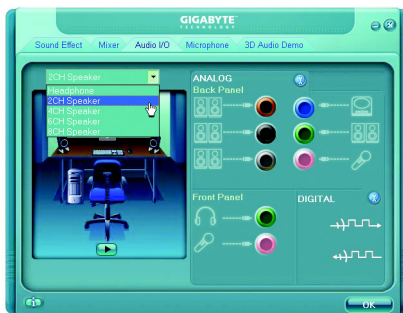 GIGABYTE
TECHNOLOGY
Sound Effect Mixer Audio I/O Microphone 3D Audio Demo
2CH Speaker
Headphone
2CH Speaker
4CH Speaker
6CH Speaker
8CH Speaker
ANALOG
Back Panel
Front Panel
DIGITAL
OK